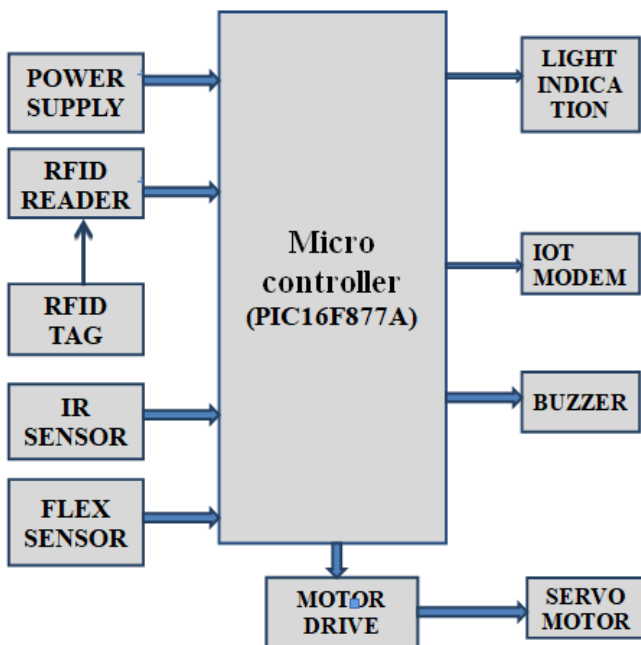 POWER
SUPPLY
RFID
READER
RFID
TAG
IR
SENSOR
FLEX
SENSOR
Micro
controller
(PIC16F877A)
LIGHT
INDICA
TION
IOT
MODEM
BUZZER
MOTOR
DRIVE
SERVO
MOTOR